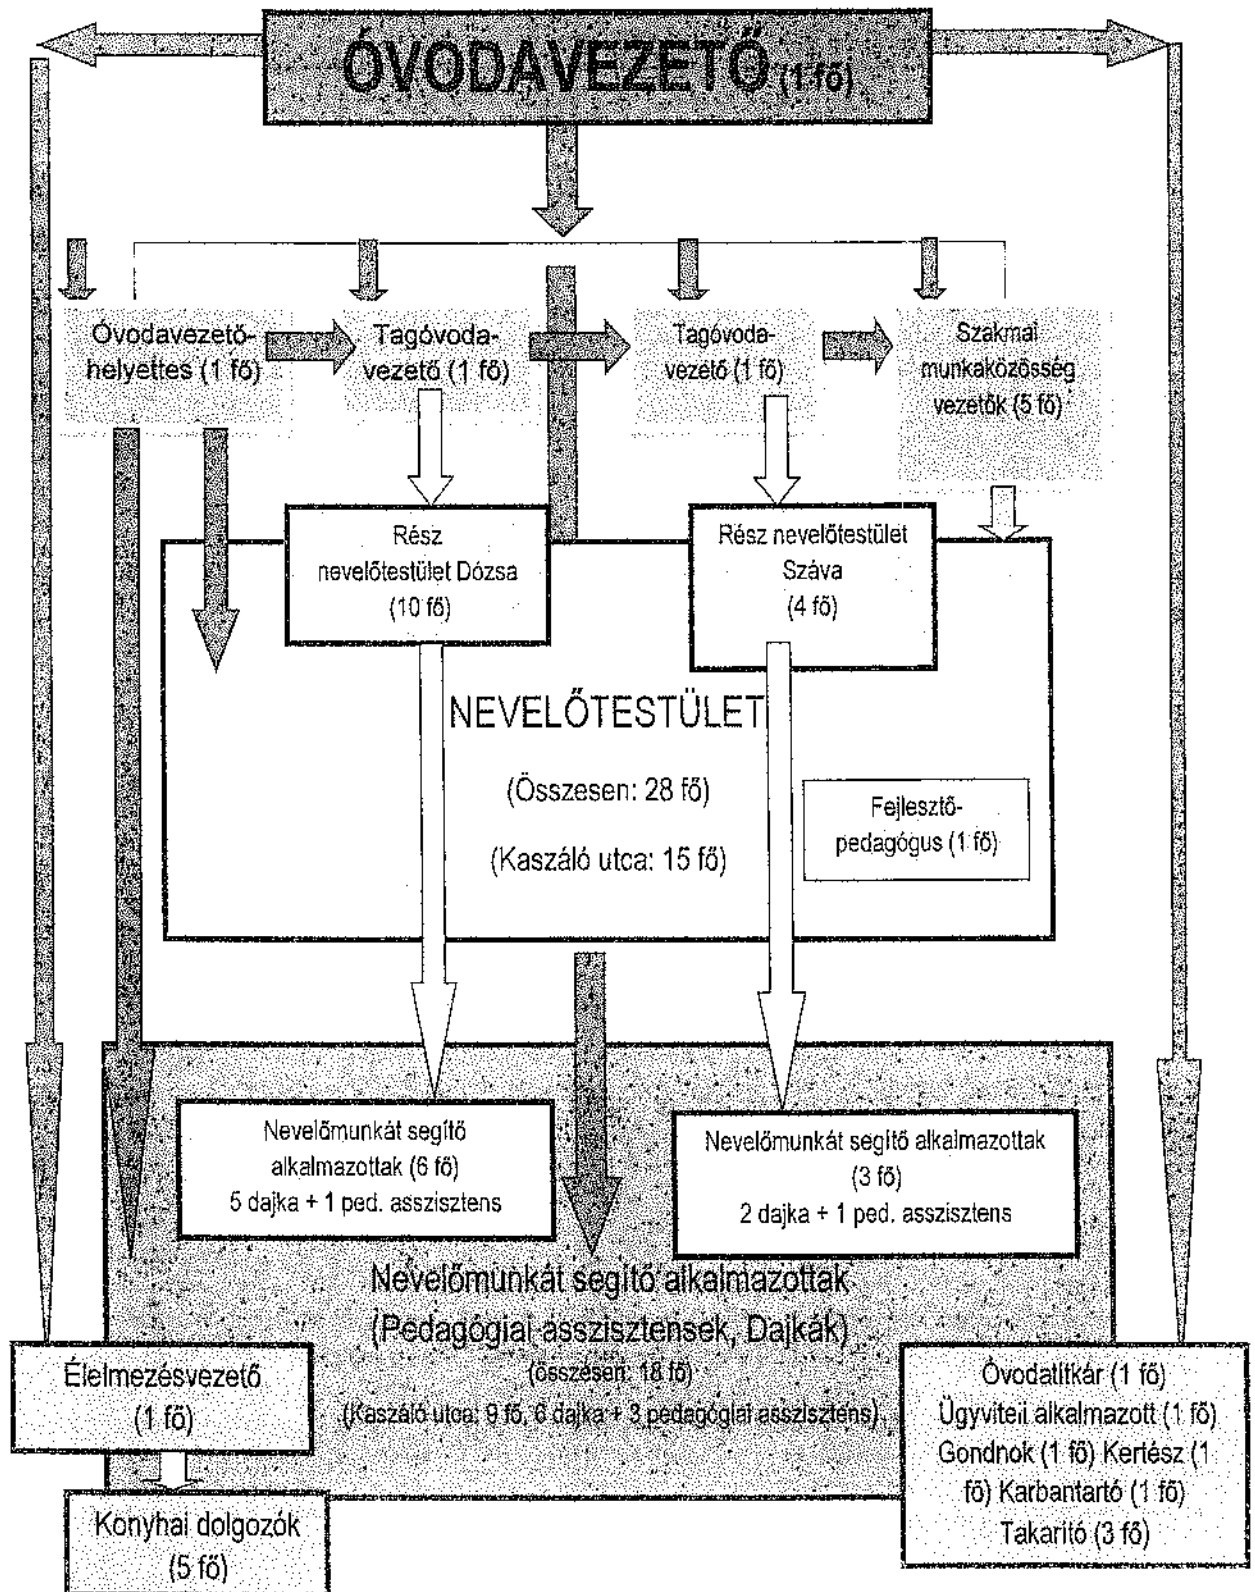 ÓVODAVEZETŐ (1 fő)
Óvodavezető-
helyettes (1 fő)
Tagóvoda-
vezető (1 fő)
Tagóvoda-
vezető (1 fő)
Szakmai
munkaközösség
vezetők (5 fő)
Rész
nevelőtestület Dózsa
(10 fő)
Rész nevelőtestület
Száva
(4 fő)
NEVELŐTESTÜLET
(Összesen: 28 fő)
(Kaszáló utca: 15 fő)
Fejlesztő-
pedagógus (1 fő)
Nevelőmunkát segítő
alkalmazottak (6 fő)
5 dajka + 1 ped. asszisztens
Nevelőmunkát segítő alkalmazottak
(3 fő)
2 dajka + 1 ped. asszisztens
Nevelőmunkát segítő alkalmazottak
(Pedagógiai asszisztensek, Dajkák)
(összesen: 18 fő)
(Kaszáló utca: 9 fő, 6 dajka + 3 pedagógiai asszisztens)
Élelmezésvezető
(1 fő)
Konyhai dolgozók
(5 fő)
Óvodatitkár (1 fő)
Ügyviteli alkalmazott (1 fő)
Gondnok (1 fő) Kertész (1
fő) Karbantartó (1 fő)
Takarító (3 fő)